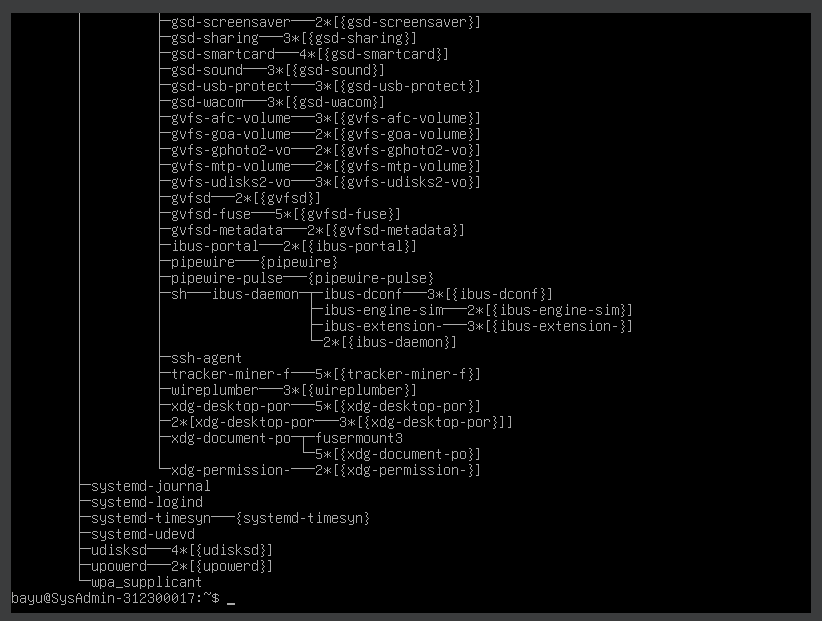 ├─gsd-screensaver───2*[{gsd-screensaver}]
├─gsd-sharing───3*[{gsd-sharing}]
├─gsd-smartcard───4*[{gsd-smartcard}]
├─gsd-sound───3*[{gsd-sound}]
├─gsd-usb-protect───3*[{gsd-usb-protect}]
├─gsd-wacom───3*[{gsd-wacom}]
├─gvfs-afc-volume───3*[{gvfs-afc-volume}]
├─gvfs-goa-volume───2*[{gvfs-goa-volume}]
├─gvfs-gphoto2-vo───2*[{gvfs-gphoto2-vo}]
├─gvfs-mtp-volume───2*[{gvfs-mtp-volume}]
├─gvfs-udisks2-vo───3*[{gvfs-udisks2-vo}]
├─gvfsd───2*[{gvfsd}]
├─gvfsd-fuse───5*[{gvfsd-fuse}]
├─gvfsd-metadata───2*[{gvfsd-metadata}]
├─ibus-portal───2*[{ibus-portal}]
├─pipewire───{pipewire}
├─pipewire-pulse───{pipewire-pulse}
├─sh───ibus-daemon─┬─ibus-dconf───3*[{ibus-dconf}]
├─ibus-engine-sim───2*[{ibus-engine-sim}]
├─ibus-extension-───3*[{ibus-extension-}]
└─2*[{ibus-daemon}]
├─ssh-agent
├─tracker-miner-f───5*[{tracker-miner-f}]
├─wireplumber───3*[{wireplumber}]
├─xdg-desktop-por───5*[{xdg-desktop-por}]
├─2*[xdg-desktop-por───3*[{xdg-desktop-por}]]
├─xdg-document-po─┬─fusermount3
└─5*[{xdg-document-po}]
└─xdg-permission-───2*[{xdg-permission-}]
├─systemd-journal
├─systemd-logind
├─systemd-timesyn───{systemd-timesyn}
├─systemd-udevd
├─udisksd───4*[{udisksd}]
├─upowerd───2*[{upowerd}]
└─wpa_supplicant
bayu@SysAdmin-312300017:~$ _